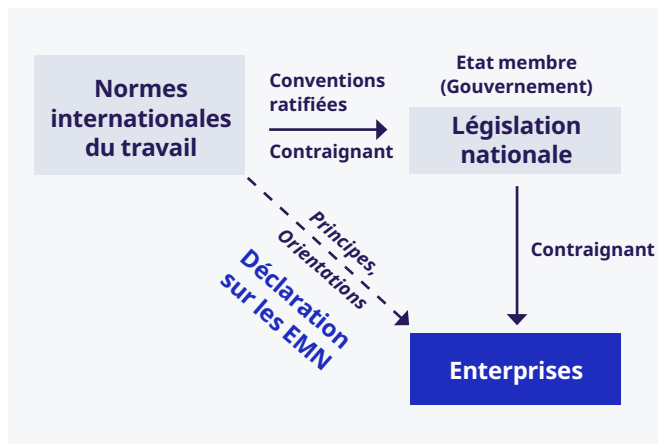 Normes
internationales
du travail
Conventions
ratifiées
Contraignant
Etat membre
(Gouvernement)
Législation
nationale
Contraignant
Principes,
Orientations
Déclaration
sur les EMN
Enterprises